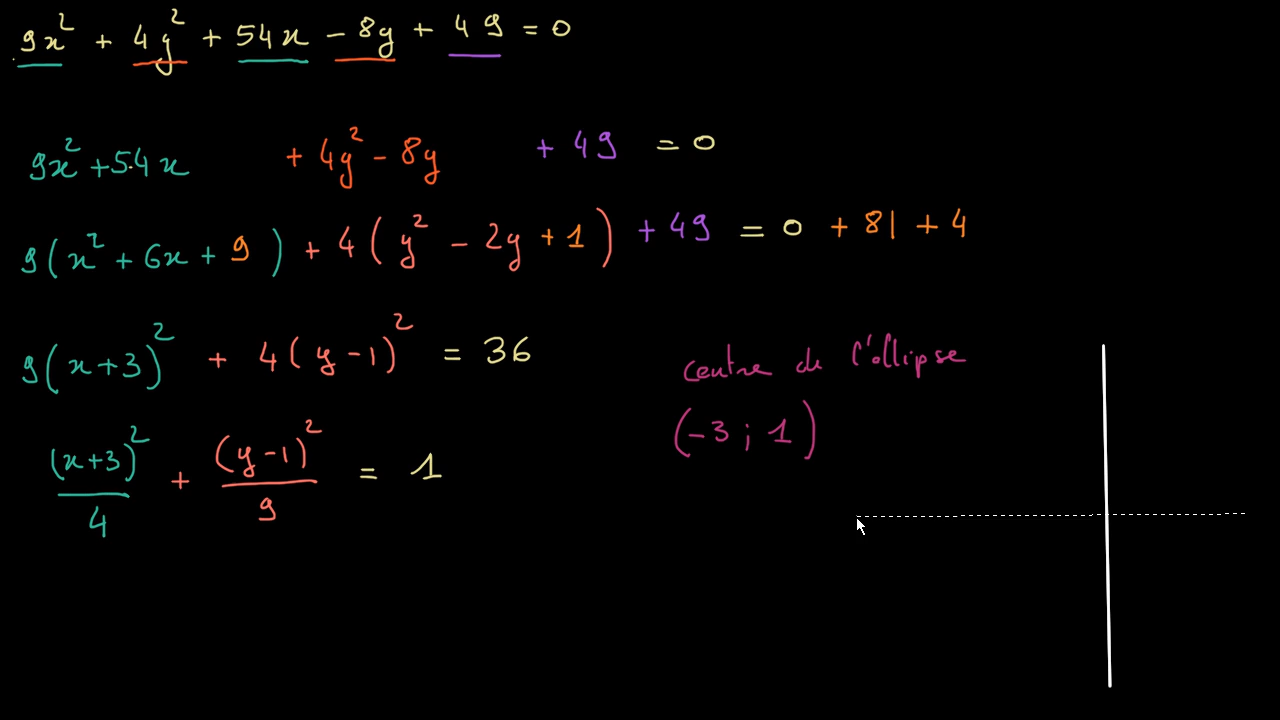 9x² + 4y² + 54x − 8y + 49 = 0
9x² + 54x + 4y² − 8y + 49 = 0
9(x² + 6x + 9) + 4(y² − 2y + 1) + 49 = 0 + 81 + 4
9(x+3)² + 4(y−1)² = 36
centre de l'ellipse
(−3 ; 1)
(x+3)²/4 + (y−1)²/9 = 1